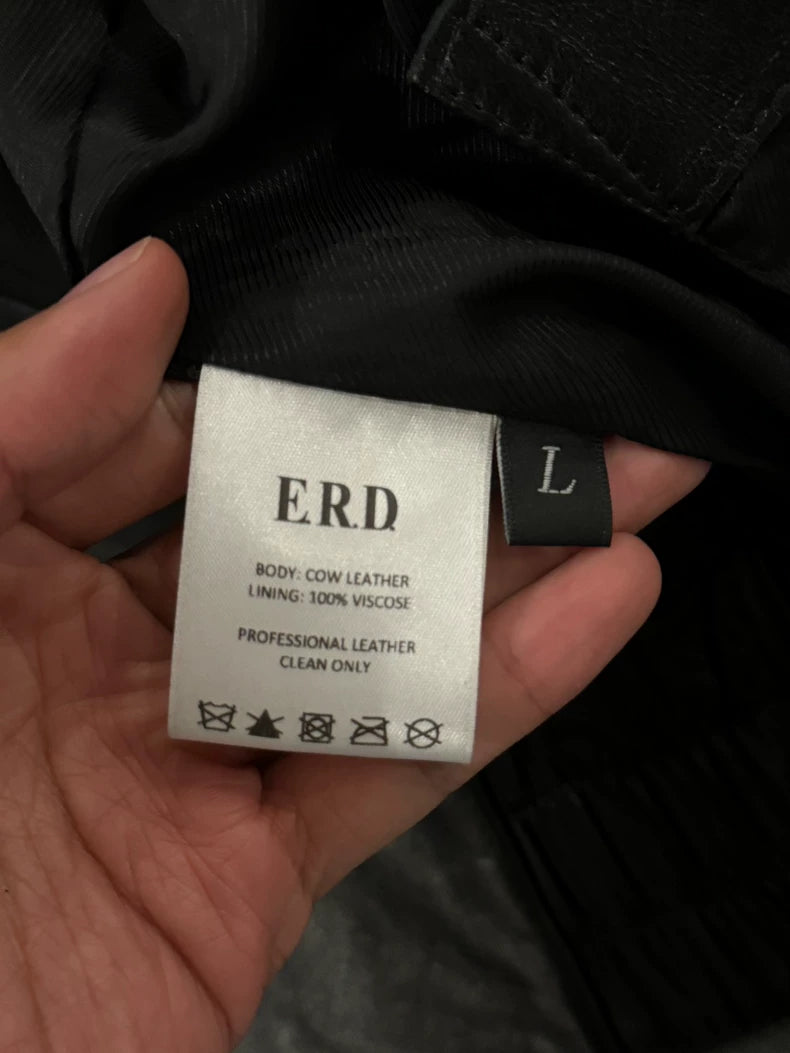 E.R.D.
L
BODY: COW LEATHER
LINING: 100% VISCOSE
PROFESSIONAL LEATHER
CLEAN ONLY